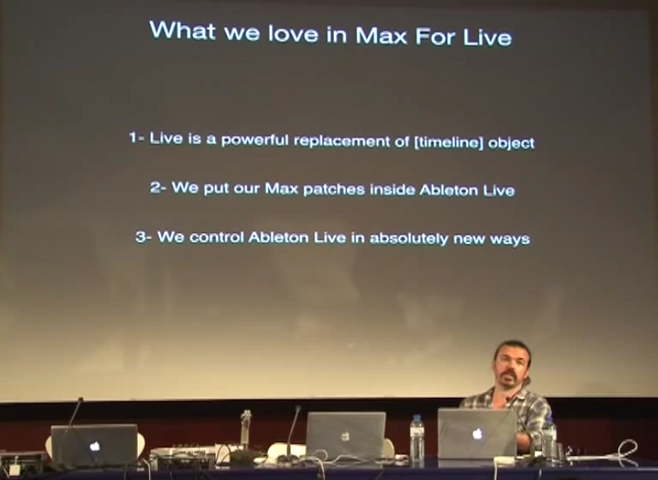 What we love in Max For Live
1- Live is a powerful replacement of [timeline] object
2- We put our Max patches inside Ableton Live
3- We control Ableton Live in absolutely new ways